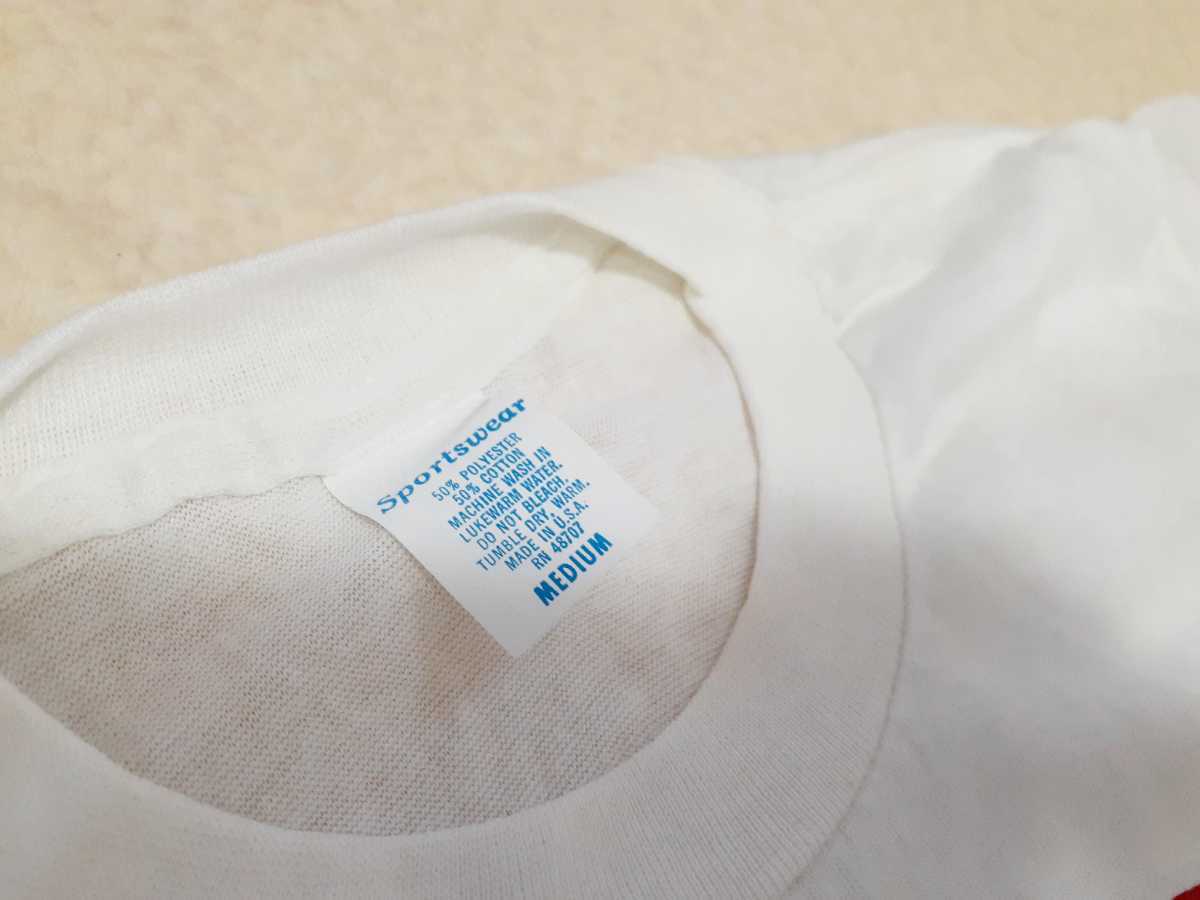 Sportswear
50% POLYESTER
50% COTTON
MACHINE WASH IN
LUKEWARM WATER.
DO NOT BLEACH.
TUMBLE DRY, WARM.
MADE IN U.S.A.
RN 48707
MEDIUM